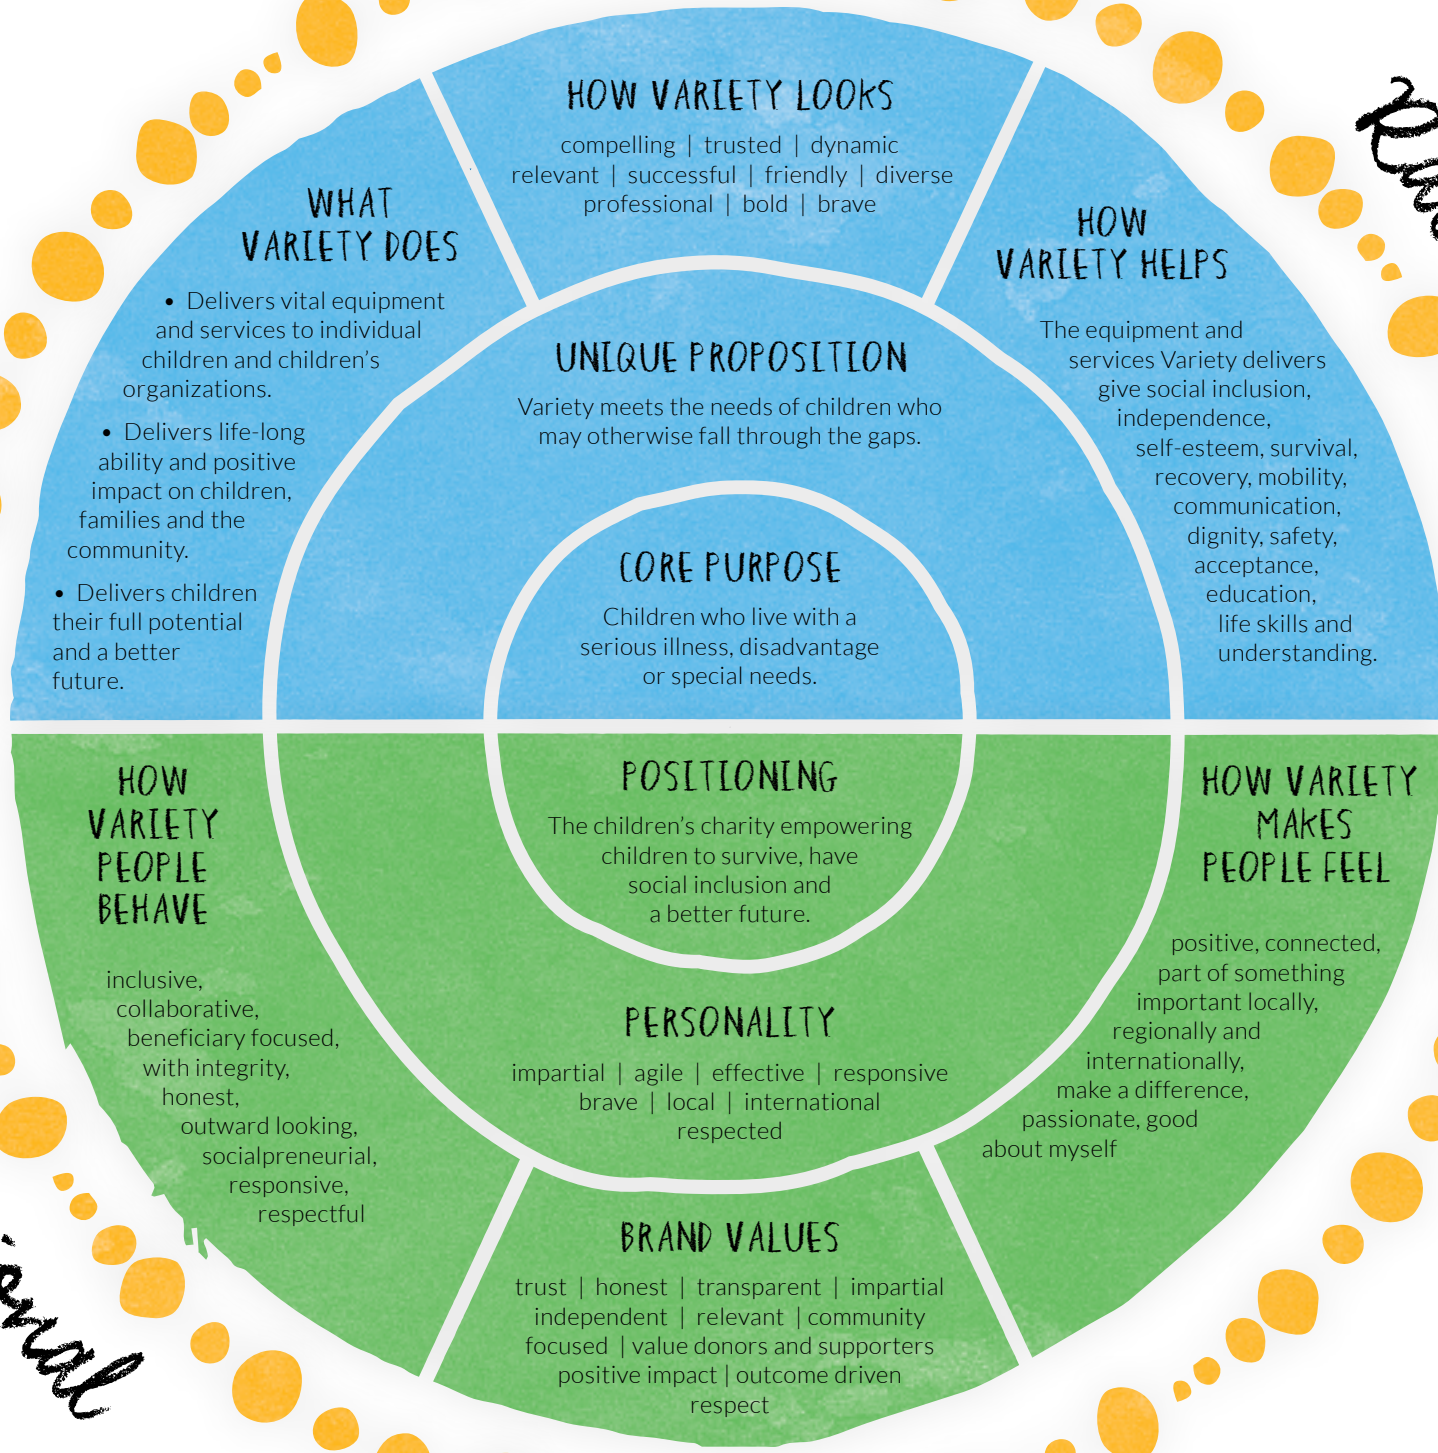 HOW VARIETY LOOKS
compelling | trusted | dynamic
relevant | successful | friendly | diverse
professional | bold | brave
WHAT
VARIETY DOES
• Delivers vital equipment
and services to individual
children and children’s
organizations.
• Delivers life-long
ability and positive
impact on children,
families and the
community.
• Delivers children
their full potential
and a better
future.
HOW
VARIETY HELPS
The equipment and
services Variety delivers
give social inclusion,
independence,
self-esteem, survival,
recovery, mobility,
communication,
dignity, safety,
acceptance,
education,
life skills and
understanding.
UNIQUE PROPOSITION
Variety meets the needs of children who
may otherwise fall through the gaps.
CORE PURPOSE
Children who live with a
serious illness, disadvantage
or special needs.
POSITIONING
The children’s charity empowering
children to survive, have
social inclusion and
a better future.
HOW
VARIETY
PEOPLE
BEHAVE
inclusive,
collaborative,
beneficiary focused,
with integrity,
honest,
outward looking,
socialpreneurial,
responsive,
respectful
HOW VARIETY
MAKES
PEOPLE FEEL
positive, connected,
part of something
important locally,
regionally and
internationally,
make a difference,
passionate, good
about myself
PERSONALITY
impartial | agile | effective | responsive
brave | local | international
respected
BRAND VALUES
trust | honest | transparent | impartial
independent | relevant | community
focused | value donors and supporters
positive impact | outcome driven
respect